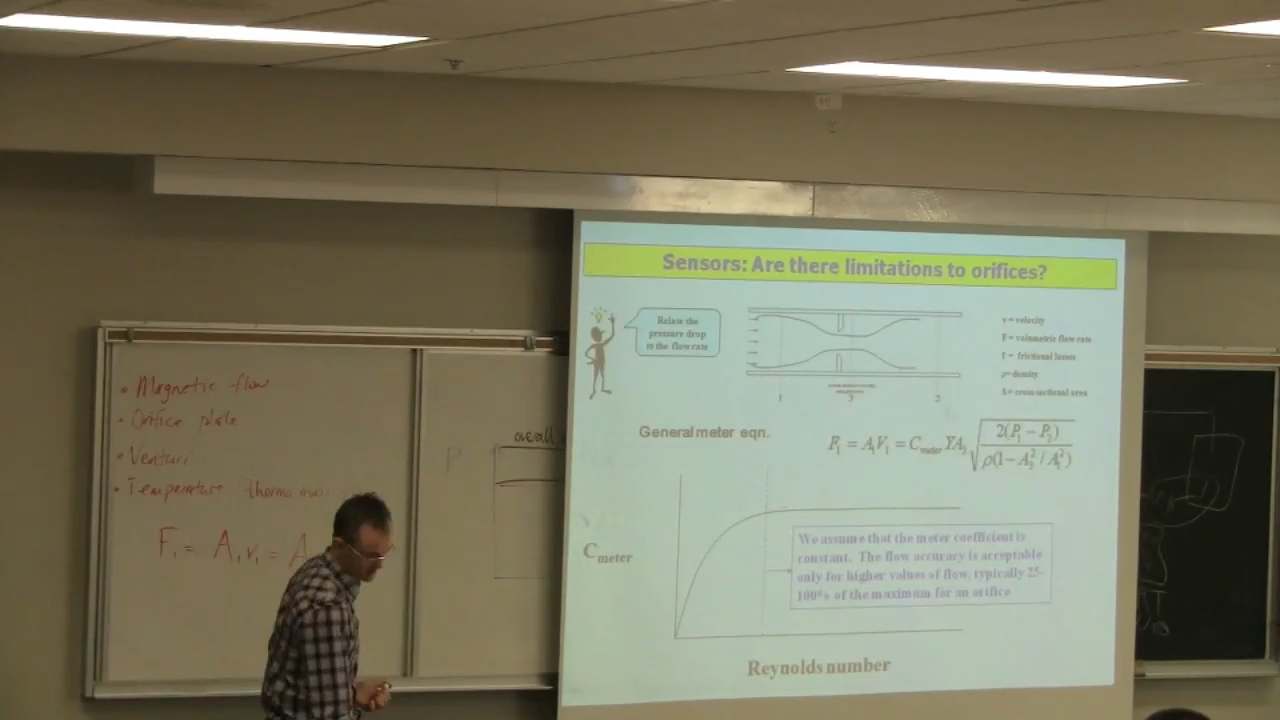 • Magnetic flow
• Orifice plate
• Venturi
• Temperature thermo mass
F₁ = A₁v₁ = A
P
overall
Sensors: Are there limitations to orifices?
Relate the
pressure drop
to the flow rate
v = velocity
F = volumetric flow rate
f = frictional losses
ρ = density
A = cross sectional area
1 3 2
General meter eqn.
F₁ = A₁V₁ = C_meter Y A₃ √(2(P₁ − P₃) / ρ(1 − A₃² / A₁²))
C_meter
We assume that the meter coefficient is
constant. The flow accuracy is acceptable
only for higher values of flow, typically 25-
100% of the maximum for an orifice
Reynolds number